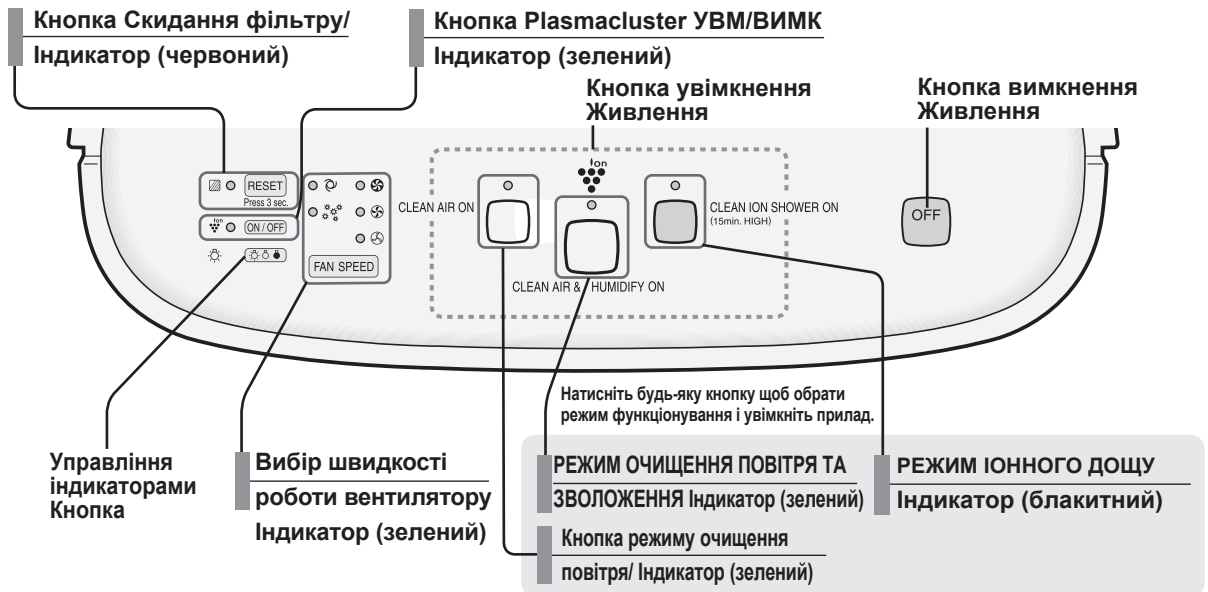 Кнопка Скидання фільтру/
Індикатор (червоний)
Кнопка Plasmacluster УВМ/ВИМК
Індикатор (зелений)
Кнопка увімкнення
Живлення
Кнопка вимкнення
Живлення
RESET
Press 3 sec.
Ion
ON / OFF
FAN SPEED
Ion
CLEAN AIR ON
CLEAN ION SHOWER ON
(15min. HIGH)
CLEAN AIR & HUMIDIFY ON
OFF
Натисніть будь-яку кнопку щоб обрати
режим функціонування і увімкніть прилад.
Управління
індикаторами
Кнопка
Вибір швидкості
роботи вентилятору
Індикатор (зелений)
РЕЖИМ ОЧИЩЕННЯ ПОВІТРЯ ТА
ЗВОЛОЖЕННЯ Індикатор (зелений)
РЕЖИМ ІОННОГО ДОЩУ
Індикатор (блакитний)
Кнопка режиму очищення
повітря/ Індикатор (зелений)